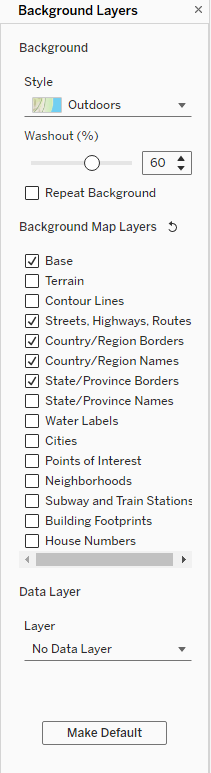 Background Layers
Background
Style
Outdoors
Washout (%)
60
Repeat Background
Background Map Layers
Base
Terrain
Contour Lines
Streets, Highways, Routes
Country/Region Borders
Country/Region Names
State/Province Borders
State/Province Names
Water Labels
Cities
Points of Interest
Neighborhoods
Subway and Train Stations
Building Footprints
House Numbers
Data Layer
Layer
No Data Layer
Make Default